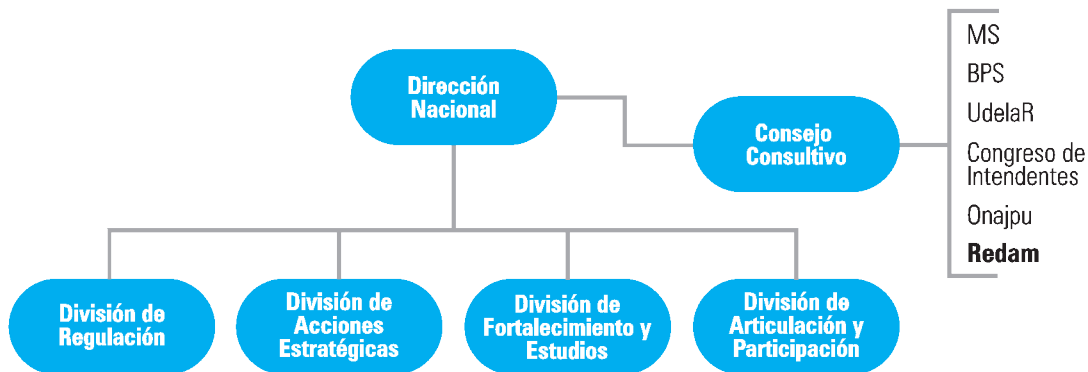 Dirección
Nacional
Consejo
Consultivo
MS
BPS
UdelaR
Congreso de
Intendentes
Onajpu
Redam
División de
Regulación
División de
Acciones
Estratégicas
División de
Fortalecimiento y
Estudios
División de
Articulación y
Participación